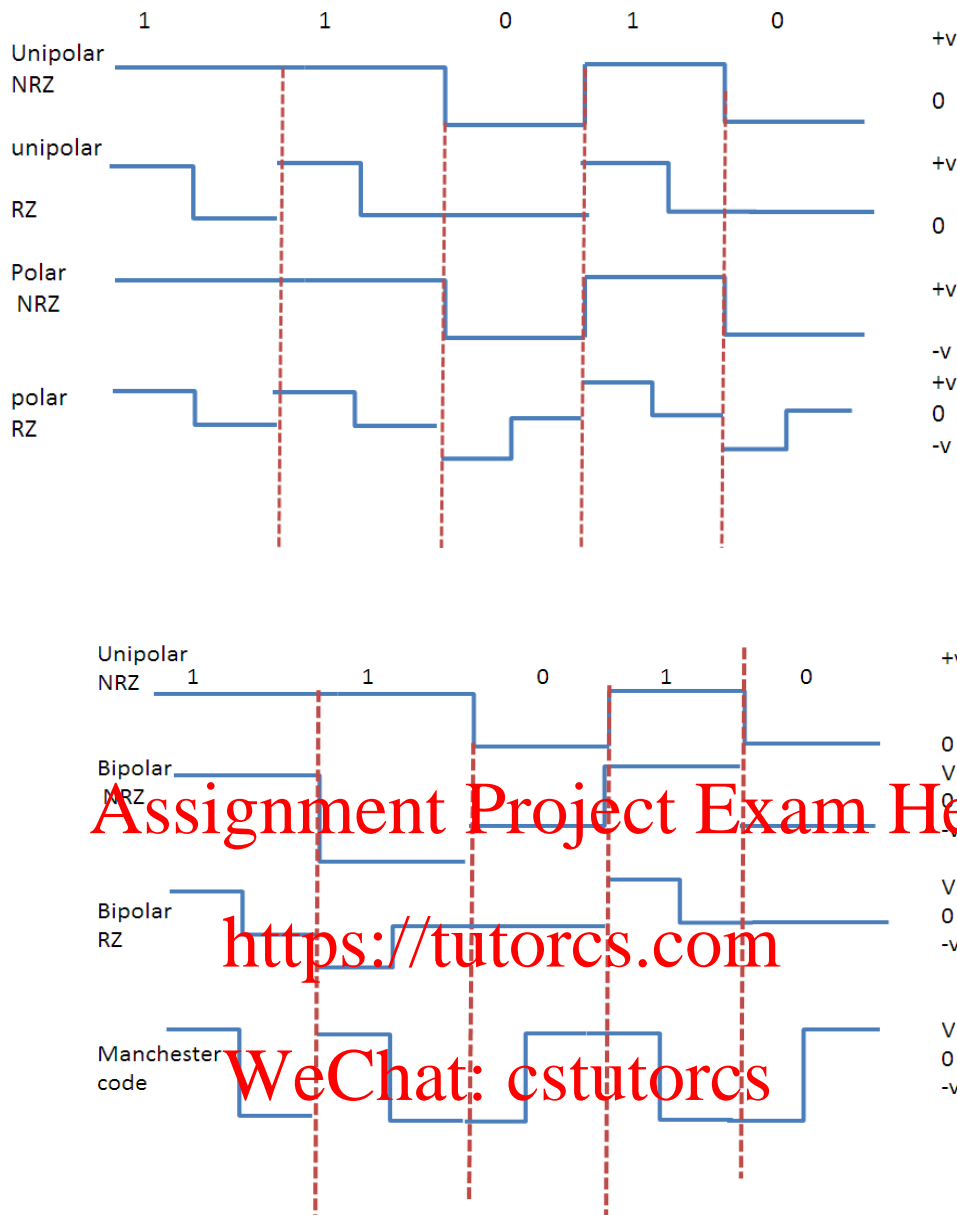 1 1 0 1 0
+v
Unipolar
NRZ
0
unipolar
+v
RZ
0
Polar
NRZ
+v
-v
+v
polar
0
RZ
-v
Unipolar
+v
NRZ
1 1 0 1 0
0
Bipolar
V
NRZ
0
Assignment Project Exam He
-v
V
Bipolar
0
RZ
-v
https://tutorcs.com
V
Manchester
0
code
-v
WeChat: cstutorcs